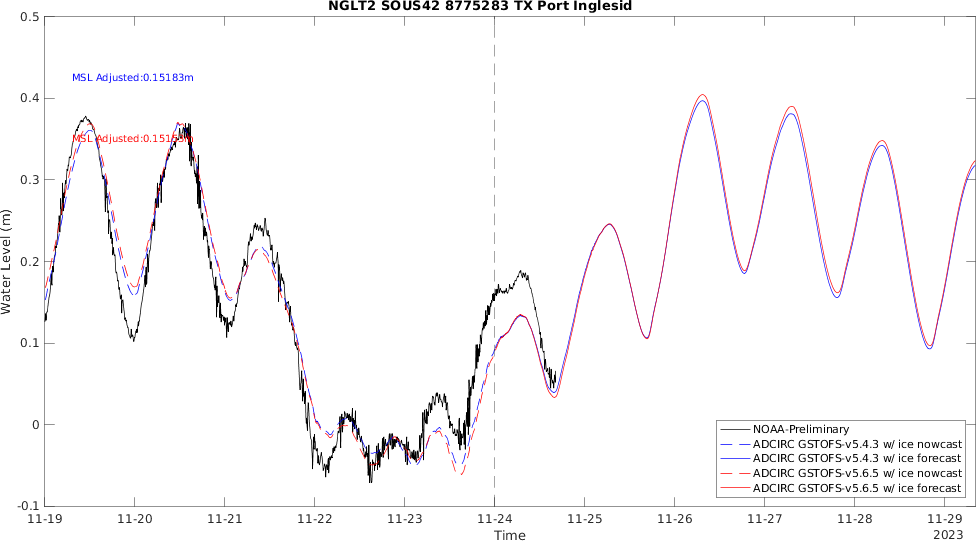 NGLT2 SOUS42 8775283 TX Port Inglesid
Water Level (m)
0.5
0.4
0.3
0.2
0.1
0
-0.1
MSL Adjusted:0.15183m
MSL Adjusted:
NOAA-Preliminary
ADCIRC GSTOFS-v5.4.3 w/ ice nowcast
ADCIRC GSTOFS-v5.4.3 w/ ice forecast
ADCIRC GSTOFS-v5.6.5 w/ ice nowcast
ADCIRC GSTOFS-v5.6.5 w/ ice forecast
11-19 11-20 11-21 11-22 11-23 11-24 11-25 11-26 11-27 11-28 11-29
Time
2023